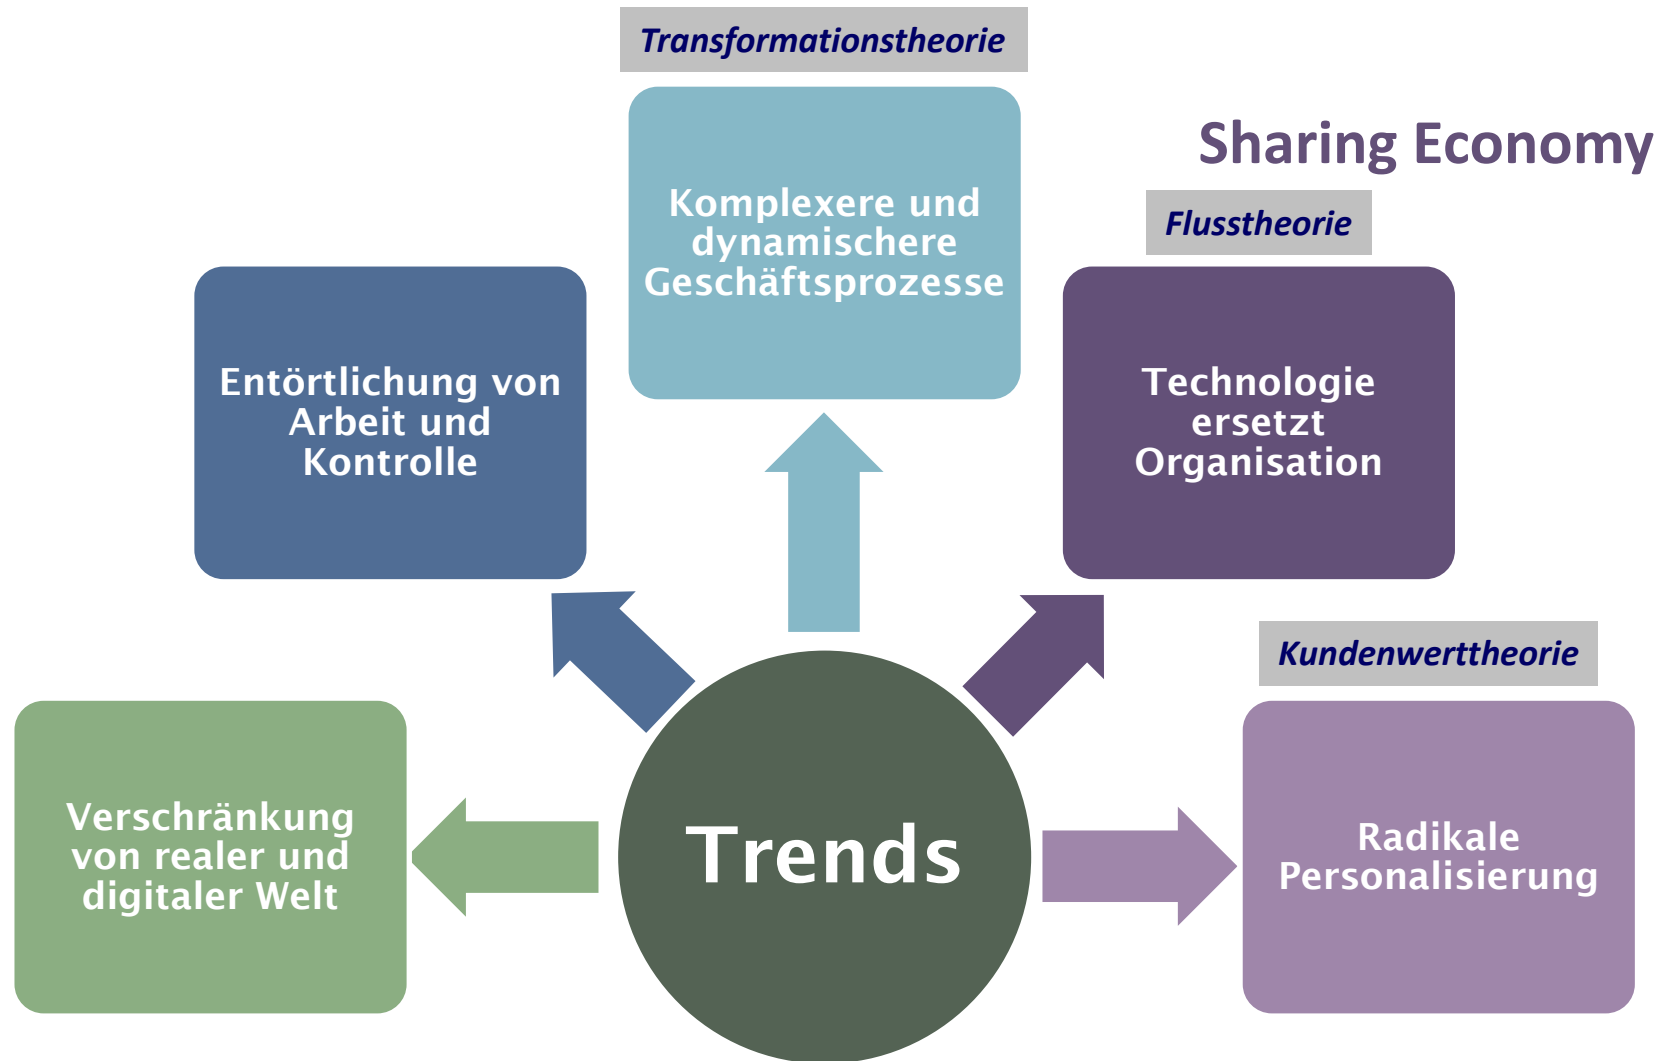 Transformationstheorie
Sharing Economy
Komplexere und
dynamischere
Geschäftsprozesse
Flusstheorie
Entörtlichung von
Arbeit und
Kontrolle
Technologie
ersetzt
Organisation
Kundenwerttheorie
Verschränkung
von realer und
digitaler Welt
Trends
Radikale
Personalisierung